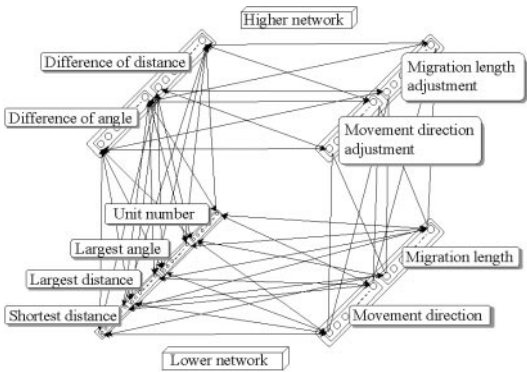 Higher network
Difference of distance
Migration length
adjustment
Difference of angle
Movement direction
adjustment
Unit number
Largest angle
Migration length
Largest distance
Shortest distance
Movement direction
Lower network